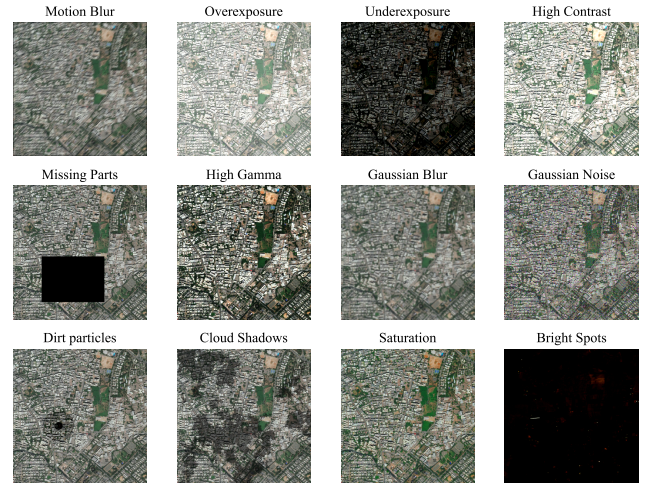 Motion Blur
Overexposure
Underexposure
High Contrast
Missing Parts
High Gamma
Gaussian Blur
Gaussian Noise
Dirt particles
Cloud Shadows
Saturation
Bright Spots